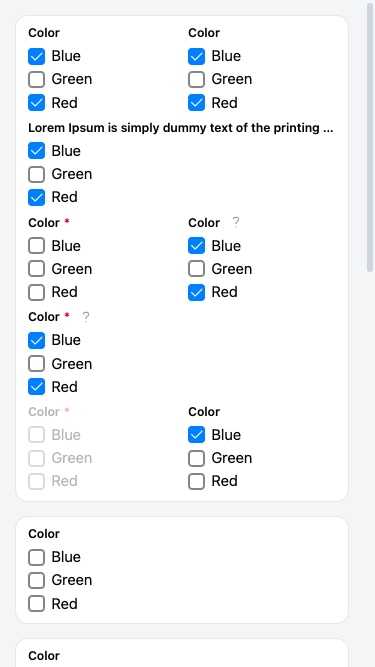 Color Color
Blue Blue
Green Green
Red Red
Lorem Ipsum is simply dummy text of the printing ...
Blue
Green
Red
Color * Color ?
Blue Blue
Green Green
Red Red
Color * ?
Blue
Green
Red
Color * Color
Blue Blue
Green Green
Red Red
Color
Blue
Green
Red
Color